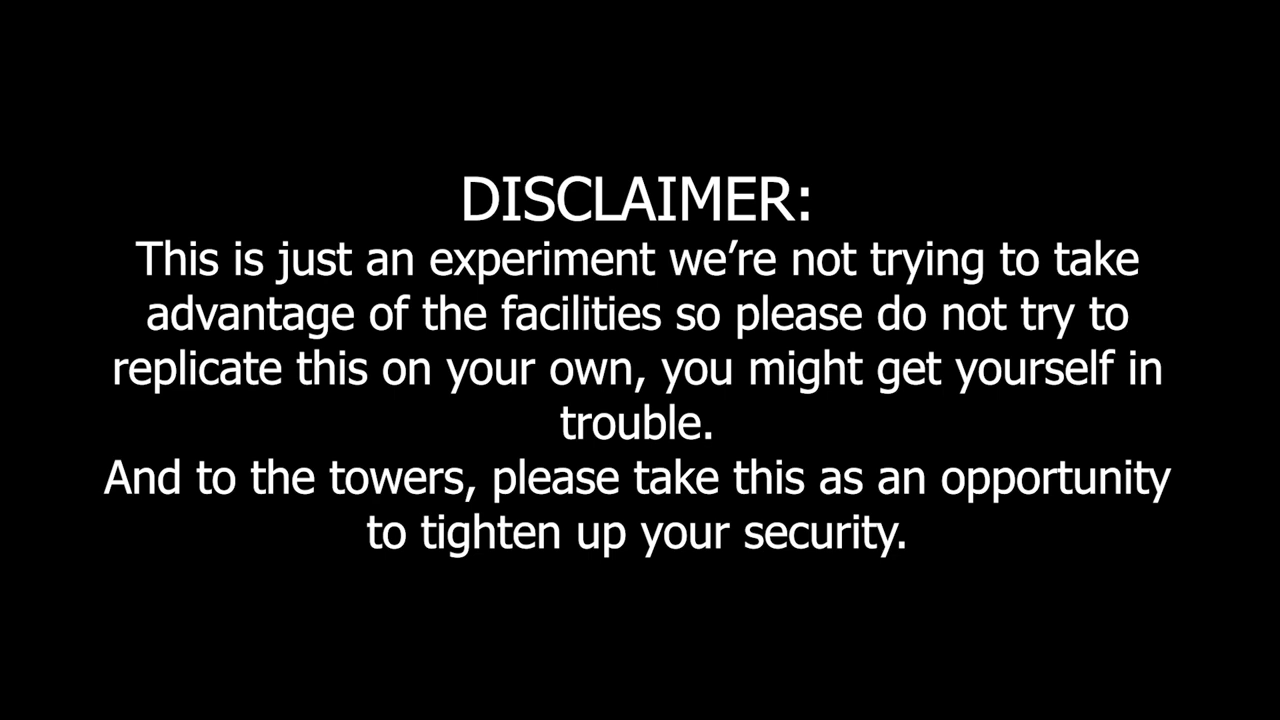 DISCLAIMER:
This is just an experiment we’re not trying to take
advantage of the facilities so please do not try to
replicate this on your own, you might get yourself in
trouble.
And to the towers, please take this as an opportunity
to tighten up your security.